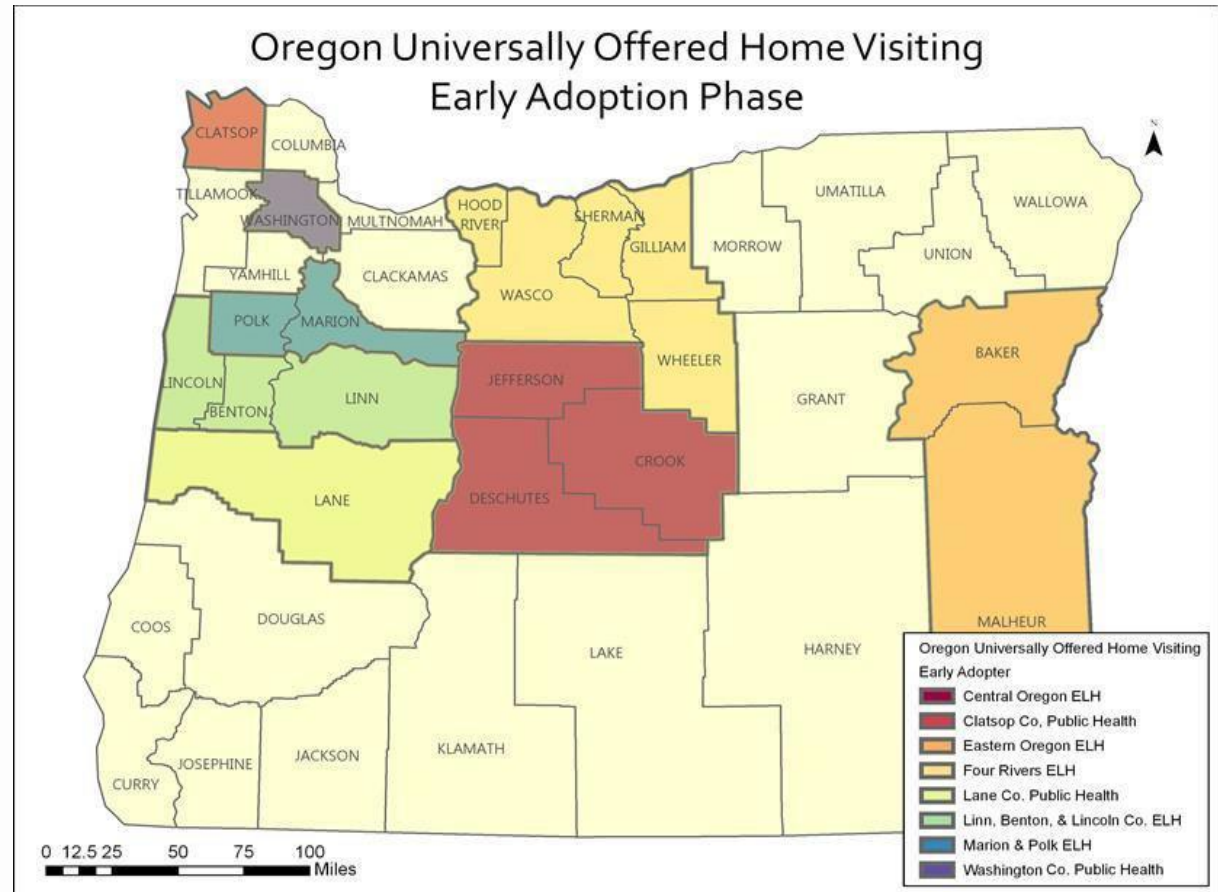 Oregon Universally Offered Home Visiting
Early Adoption Phase
N
CLATSOP
COLUMBIA
TILLAMOOK
WASHINGTON
MULTNOMAH
HOOD
RIVER
SHERMAN
GILLIAM
MORROW
UMATILLA
WALLOWA
UNION
YAMHILL
CLACKAMAS
WASCO
POLK
MARION
WHEELER
BAKER
LINCOLN
BENTON
LINN
JEFFERSON
GRANT
CROOK
DESCHUTES
LANE
COOS
DOUGLAS
LAKE
HARNEY
MALHEUR
CURRY
JOSEPHINE
JACKSON
KLAMATH
Oregon Universally Offered Home Visiting
Early Adopter
Central Oregon ELH
Clatsop Co, Public Health
Eastern Oregon ELH
Four Rivers ELH
Lane Co. Public Health
Linn, Benton, & Lincoln Co. ELH
Marion & Polk ELH
Washington Co. Public Health
0 12.5 25 50 75 100
Miles